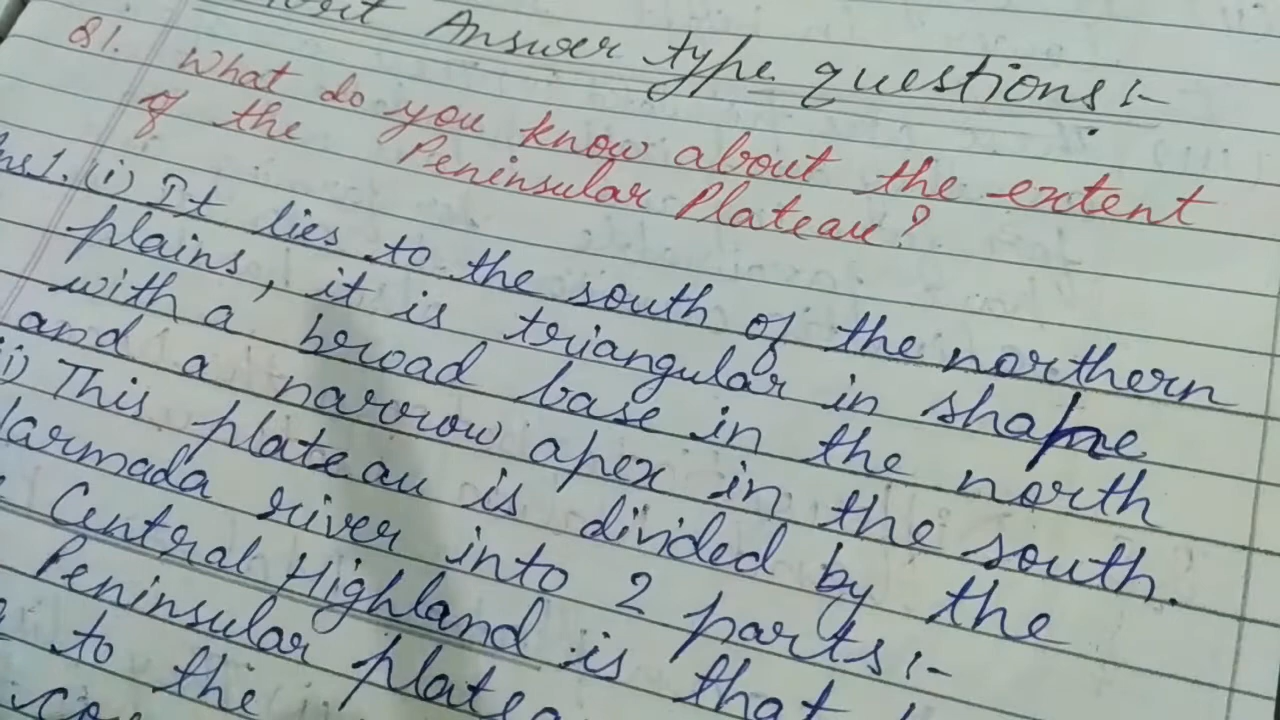 Answer type questions :-
Q1. What do you know about the extent
of the Peninsular Plateau?
Ans1. (i) It lies to the south of the northern
plains, it is triangular in shape
with a broad base in the north
and a narrow apex in the south.
This plateau is divided by the
Narmada river into 2 parts :-
Central Highland is that
Peninsular
to the